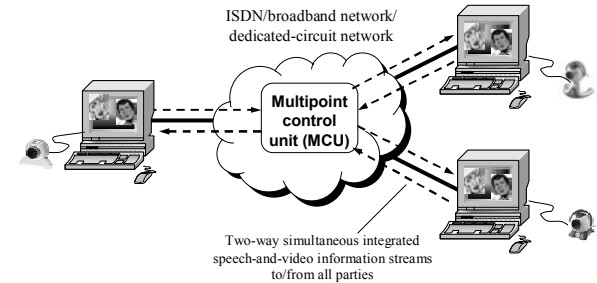 ISDN/broadband network/
dedicated-circuit network
Multipoint
control
unit (MCU)
Two-way simultaneous integrated
speech-and-video information streams
to/from all parties